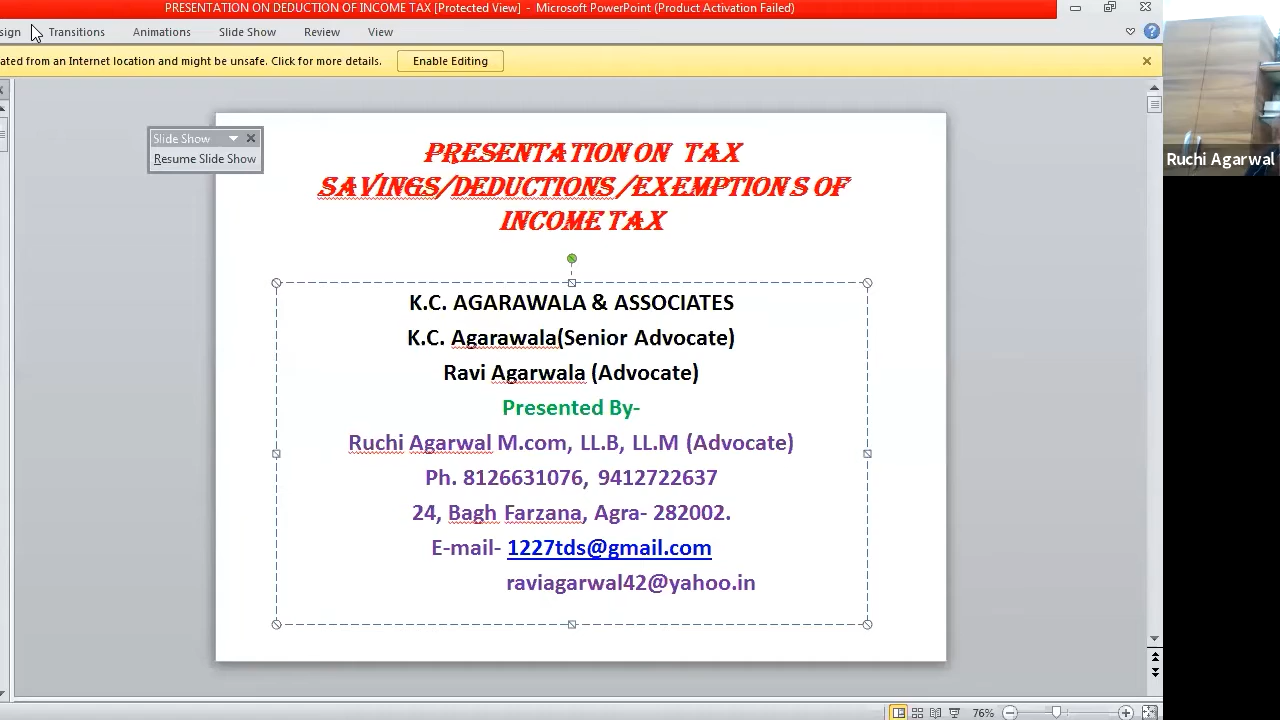 PRESENTATION ON DEDUCTION OF INCOME TAX [Protected View] - Microsoft PowerPoint (Product Activation Failed)
sign Transitions Animations Slide Show Review View
ated from an Internet location and might be unsafe. Click for more details. Enable Editing
Slide Show
Resume Slide Show
PRESENTATION ON TAX
SAVINGS/DEDUCTIONS /EXEMPTION S OF
INCOME TAX
K.C. AGARAWALA & ASSOCIATES
K.C. Agarawala(Senior Advocate)
Ravi Agarwala (Advocate)
Presented By-
Ruchi Agarwal M.com, LL.B, LL.M (Advocate)
Ph. 8126631076, 9412722637
24, Bagh Farzana, Agra- 282002.
E-mail- 1227tds@gmail.com
raviagarwal42@yahoo.in
Ruchi Agarwal
76%